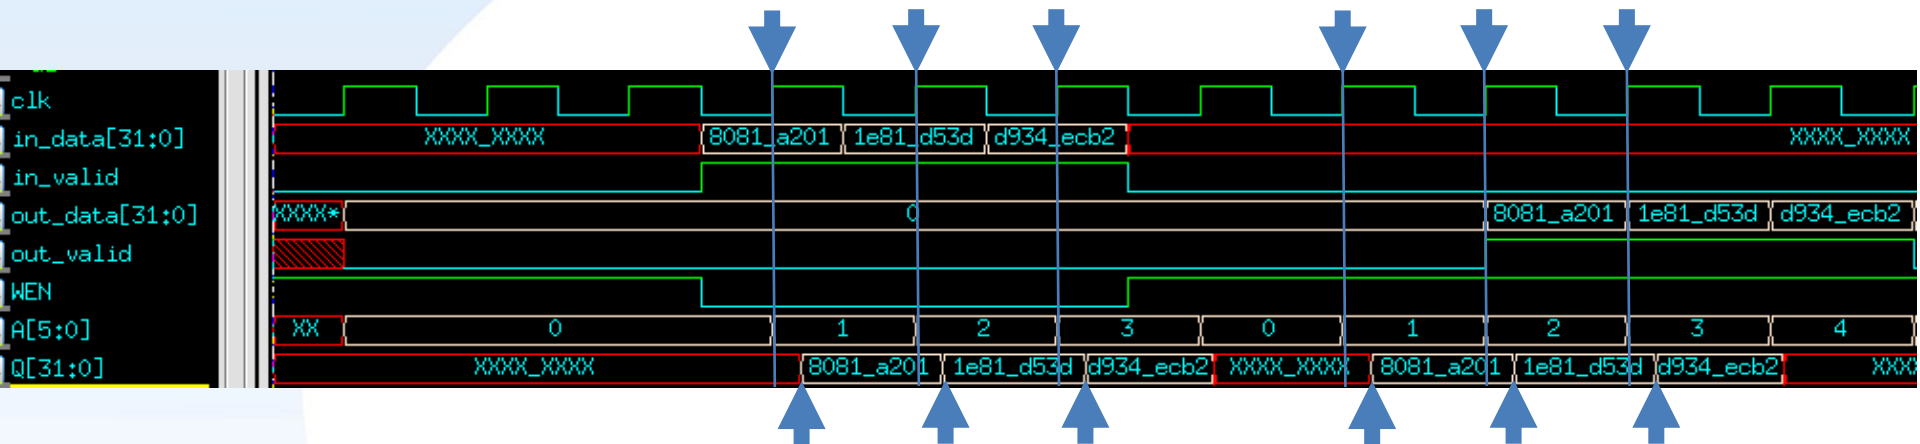 clk
in_data[31:0] XXXX_XXXX 8081_a201 1e81_d53d d934_ecb2 XXXX_XXXX
in_valid
out_data[31:0] XXXX* 0 8081_a201 1e81_d53d d934_ecb2
out_valid
WEN
A[5:0] XX 0 1 2 3 0 1 2 3 4
Q[31:0] XXXX_XXXX 8081_a201 1e81_d53d d934_ecb2 XXXX_XXXX 8081_a201 1e81_d53d d934_ecb2 XXXX